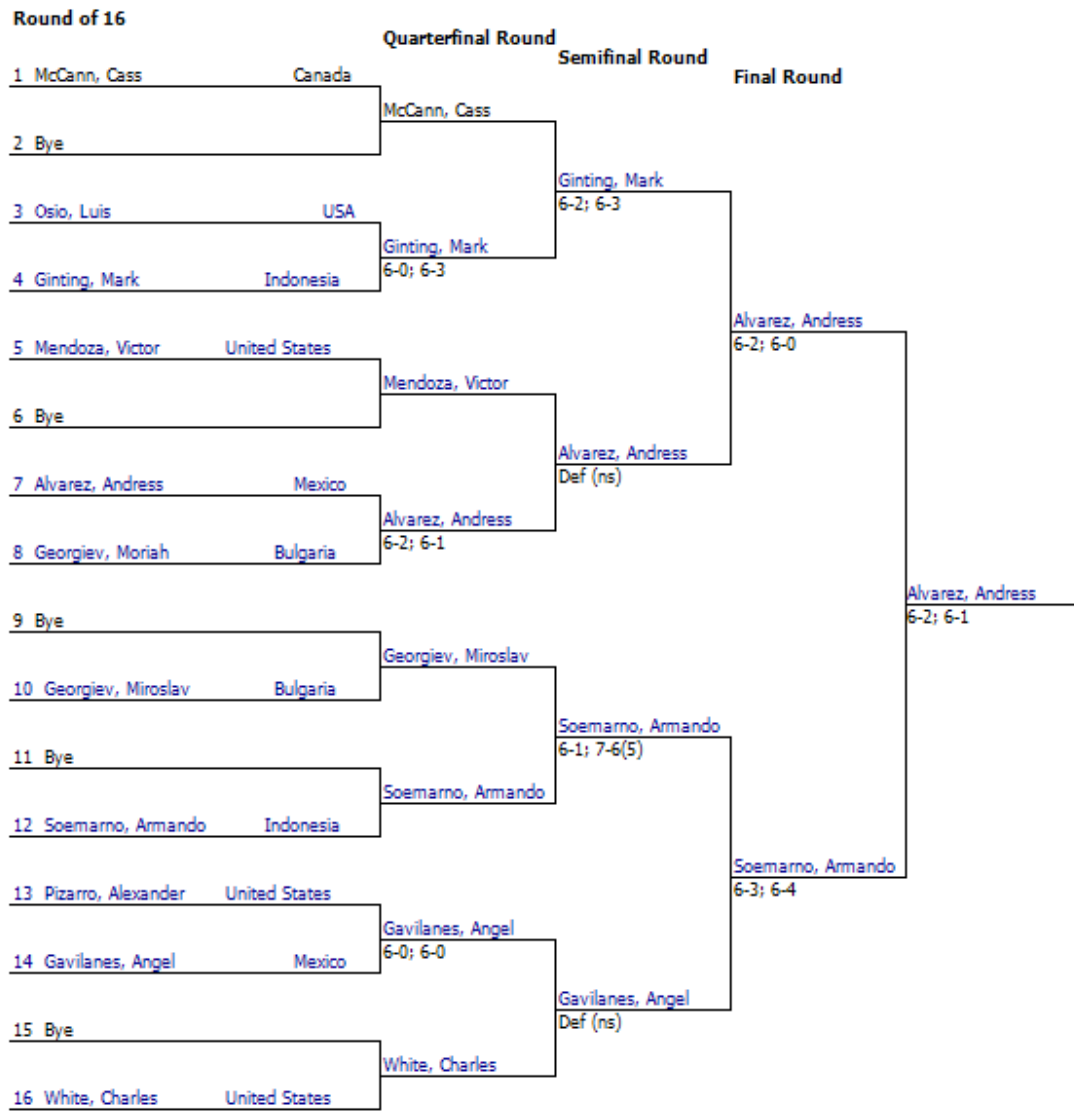 Round of 16
Quarterfinal Round
Semifinal Round
Final Round
1 McCann, Cass Canada
McCann, Cass
2 Bye
Ginting, Mark
6-2; 6-3
3 Osio, Luis USA
Ginting, Mark
6-0; 6-3
4 Ginting, Mark Indonesia
Alvarez, Andress
6-2; 6-0
5 Mendoza, Victor United States
Mendoza, Victor
6 Bye
Alvarez, Andress
Def (ns)
7 Alvarez, Andress Mexico
Alvarez, Andress
6-2; 6-1
8 Georgiev, Moriah Bulgaria
Alvarez, Andress
6-2; 6-1
9 Bye
Georgiev, Miroslav
10 Georgiev, Miroslav Bulgaria
Soemarno, Armando
6-1; 7-6(5)
11 Bye
Soemarno, Armando
12 Soemarno, Armando Indonesia
Soemarno, Armando
6-3; 6-4
13 Pizarro, Alexander United States
Gavilanes, Angel
6-0; 6-0
14 Gavilanes, Angel Mexico
Gavilanes, Angel
Def (ns)
15 Bye
White, Charles
16 White, Charles United States